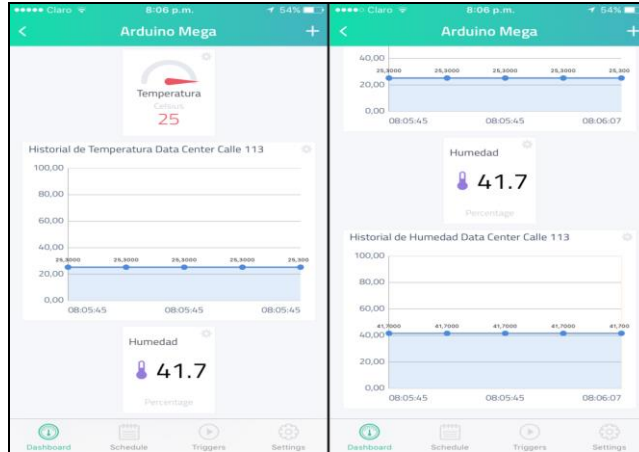 Claro 8:06 p.m. 54%
Arduino Mega
Temperatura
Celsius
25
Historial de Temperatura Data Center Calle 113
100,00
80,00
60,00
40,00
25,3000 25,3000 25,3000 25,3000 25,300
20,00
0,00
08:05:45 08:05:45 08:05:45
Humedad
41.7
Percentage
Dashboard Schedule Triggers Settings
Claro 8:06 p.m. 54%
Arduino Mega
40,00
25,3000 25,3000 25,3000 25,3000 25,300
20,00
0,00
08:05:45 08:05:45 08:06:07
Humedad
41.7
Percentage
Historial de Humedad Data Center Calle 113
100,00
80,00
60,00
41,7000 41,7000 41,7000 41,7000 41,700
40,00
20,00
0,00
08:05:45 08:05:45 08:06:07
Dashboard Schedule Triggers Settings